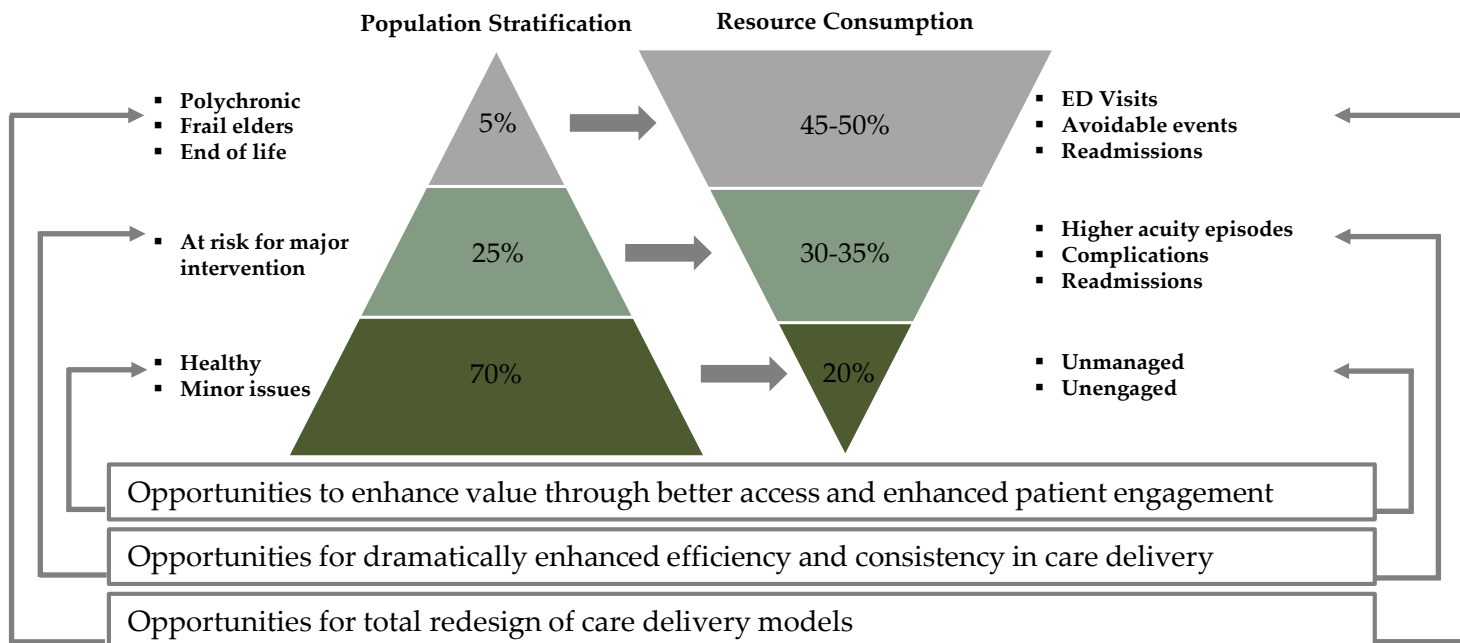 Population Stratification
Resource Consumption
▪ Polychronic
▪ Frail elders
▪ End of life
5%
45-50%
▪ ED Visits
▪ Avoidable events
▪ Readmissions
▪ At risk for major
intervention
25%
30-35%
▪ Higher acuity episodes
▪ Complications
▪ Readmissions
▪ Healthy
▪ Minor issues
70%
20%
▪ Unmanaged
▪ Unengaged
Opportunities to enhance value through better access and enhanced patient engagement
Opportunities for dramatically enhanced efficiency and consistency in care delivery
Opportunities for total redesign of care delivery models